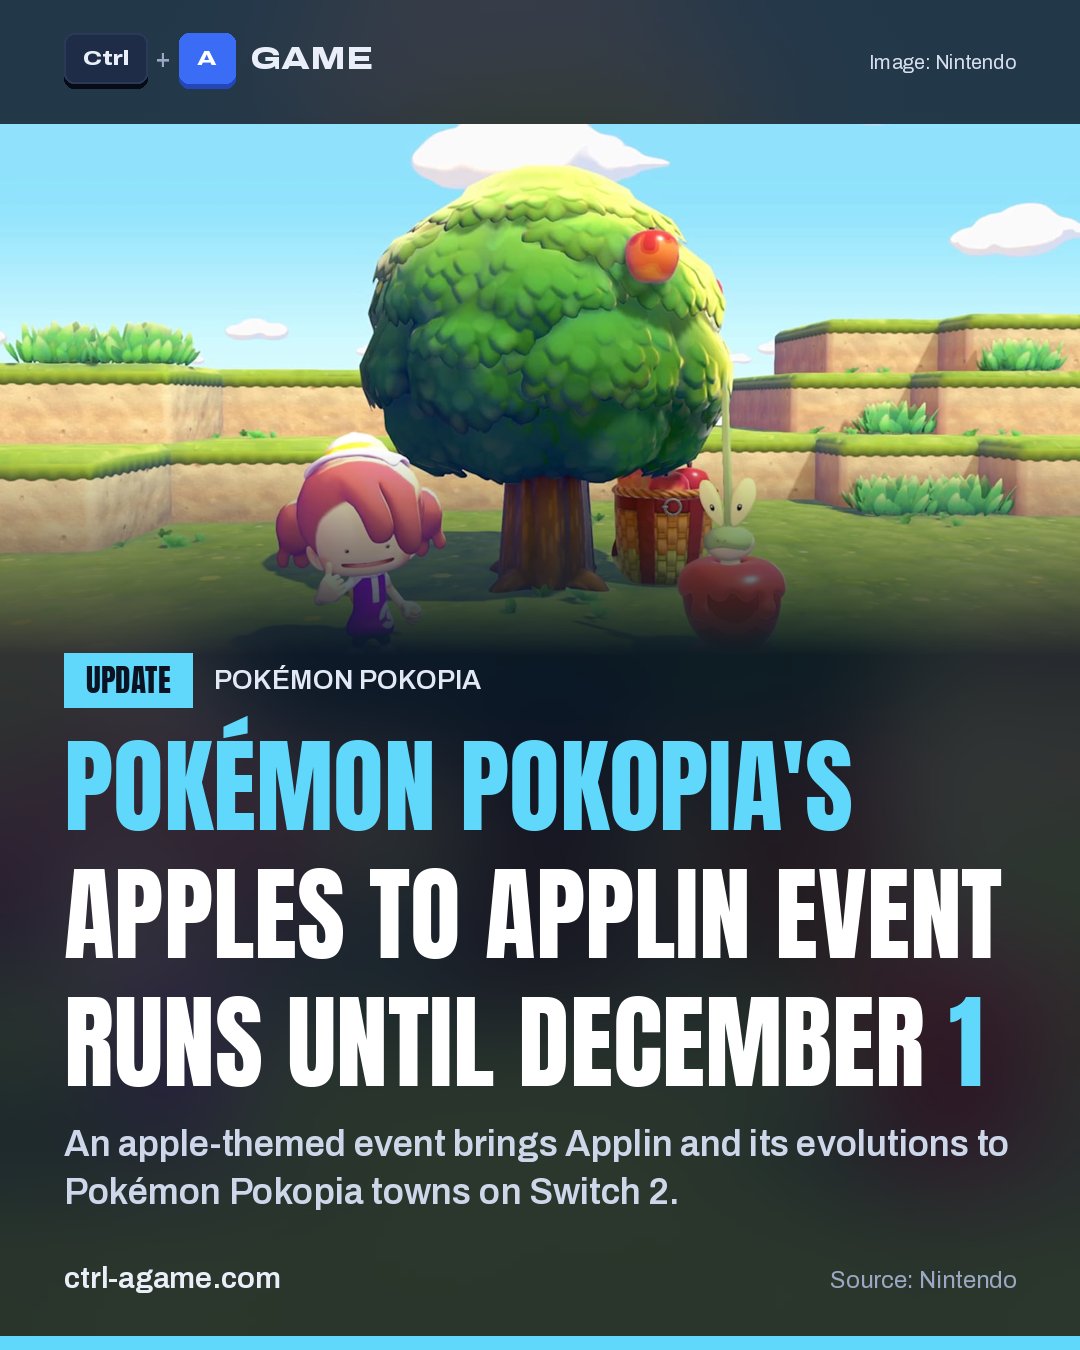 Ctrl + A GAME
Image: Nintendo
UPDATE POKÉMON POKOPIA
POKÉMON POKOPIA'S
APPLES TO APPLIN EVENT
RUNS UNTIL DECEMBER 1
An apple-themed event brings Applin and its evolutions to
Pokémon Pokopia towns on Switch 2.
ctrl-agame.com
Source: Nintendo